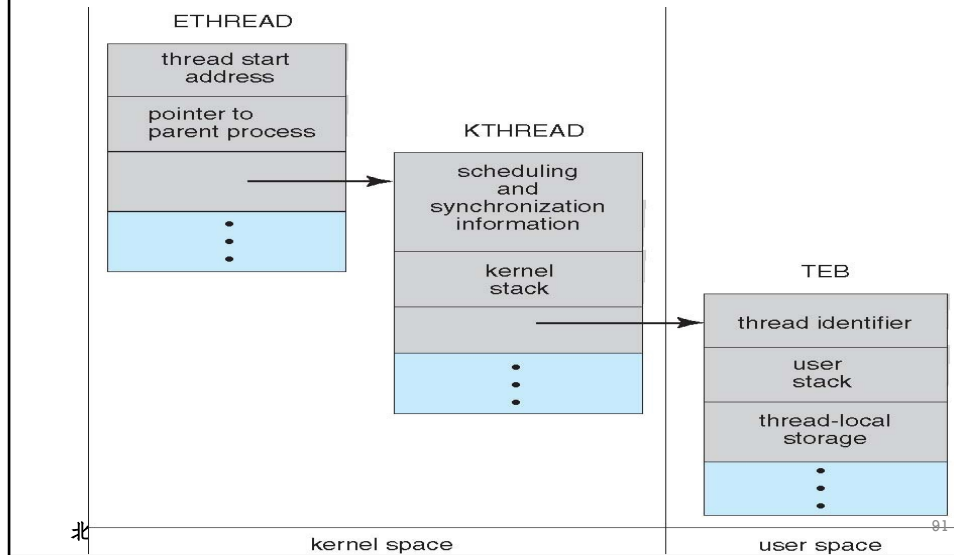 ETHREAD
thread start
address
pointer to
parent process
KTHREAD
scheduling
and
synchronization
information
kernel
stack
TEB
thread identifier
user
stack
thread-local
storage
北
91
kernel space
user space